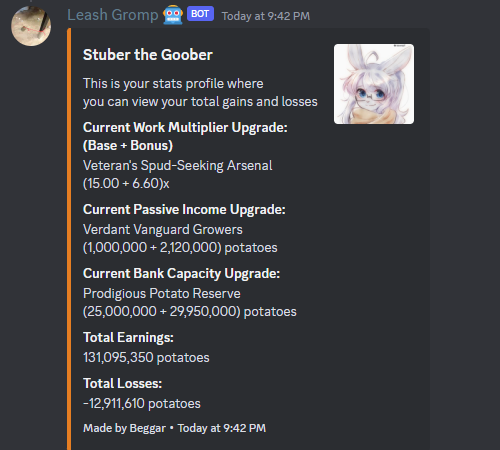 Leash Gromp 🤖 BOT Today at 9:42 PM
Stuber the Goober
This is your stats profile where
you can view your total gains and losses
Current Work Multiplier Upgrade:
(Base + Bonus)
Veteran's Spud-Seeking Arsenal
(15.00 + 6.60)x
Current Passive Income Upgrade:
Verdant Vanguard Growers
(1,000,000 + 2,120,000) potatoes
Current Bank Capacity Upgrade:
Prodigious Potato Reserve
(25,000,000 + 29,950,000) potatoes
Total Earnings:
131,095,350 potatoes
Total Losses:
-12,911,610 potatoes
Made by Beggar • Today at 9:42 PM